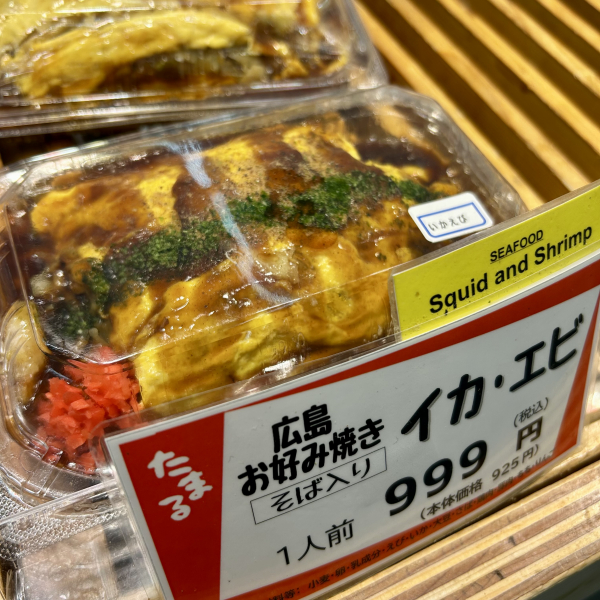 いかえび
SEAFOOD
Squid and Shrimp
たまる
広島
お好み焼き
イカ・エビ
そば入り
1人前
999円
(税込)
(本体価格 925円)